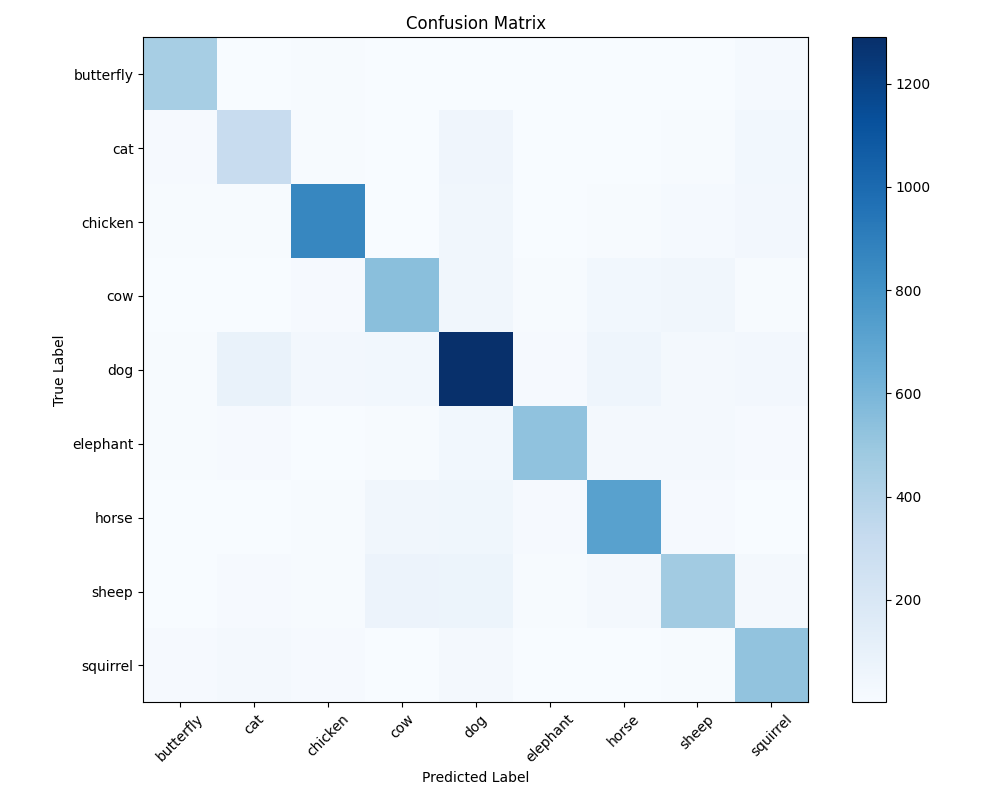 Confusion Matrix
True Label
butterfly
cat
chicken
cow
dog
elephant
horse
sheep
squirrel
butterfly
cat
chicken
cow
dog
elephant
horse
sheep
squirrel
Predicted Label
1200
1000
800
600
400
200